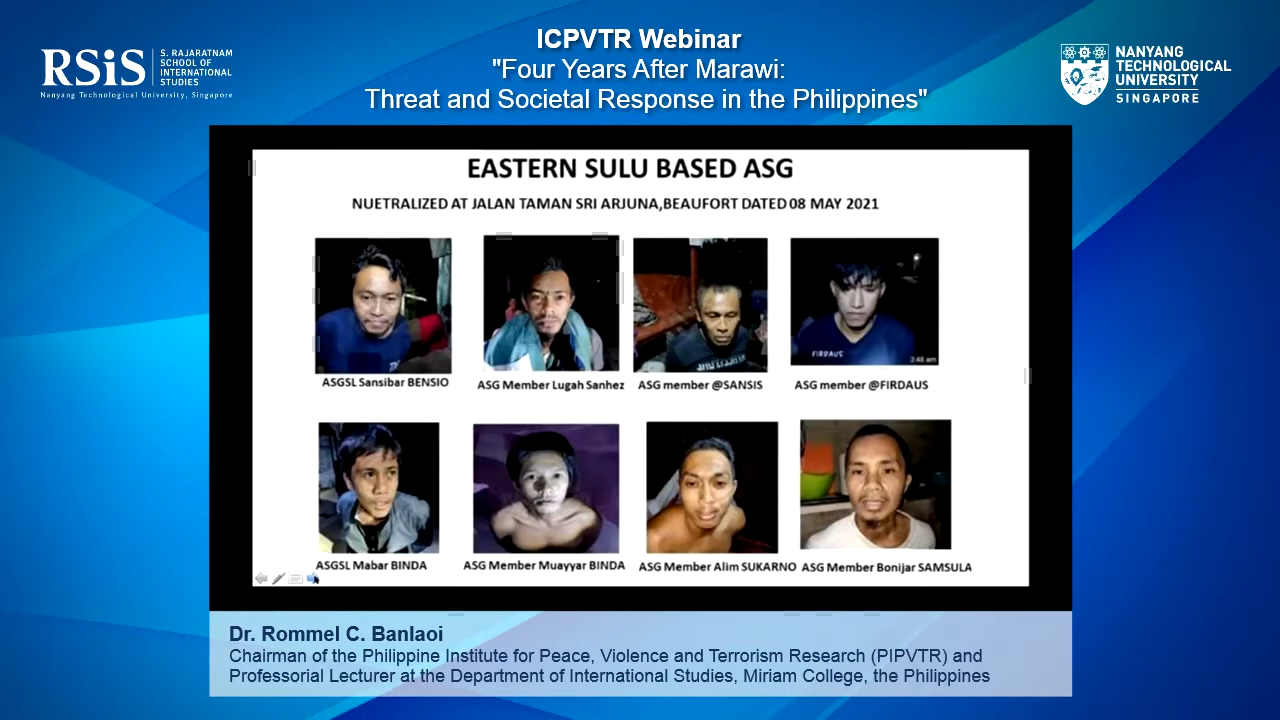 RSiS
S. RAJARATNAM
SCHOOL OF
INTERNATIONAL
STUDIES
Nanyang Technological University, Singapore
ICPVTR Webinar
"Four Years After Marawi:
Threat and Societal Response in the Philippines"
NANYANG
TECHNOLOGICAL
UNIVERSITY
SINGAPORE
EASTERN SULU BASED ASG
NUETRALIZED AT JALAN TAMAN SRI ARJUNA,BEAUFORT DATED 08 MAY 2021
FIRDAUS
3:48 am
ASGSL Sansibar BENSIO
ASG Member Lugah Sanhez
ASG member @SANSIS
ASG member @FIRDAUS
ASGSL Mabar BINDA
ASG Member Muayyar BINDA
ASG Member Alim SUKARNO
ASG Member Bonijar SAMSULA
Dr. Rommel C. Banlaoi
Chairman of the Philippine Institute for Peace, Violence and Terrorism Research (PIPVTR) and
Professorial Lecturer at the Department of International Studies, Miriam College, the Philippines